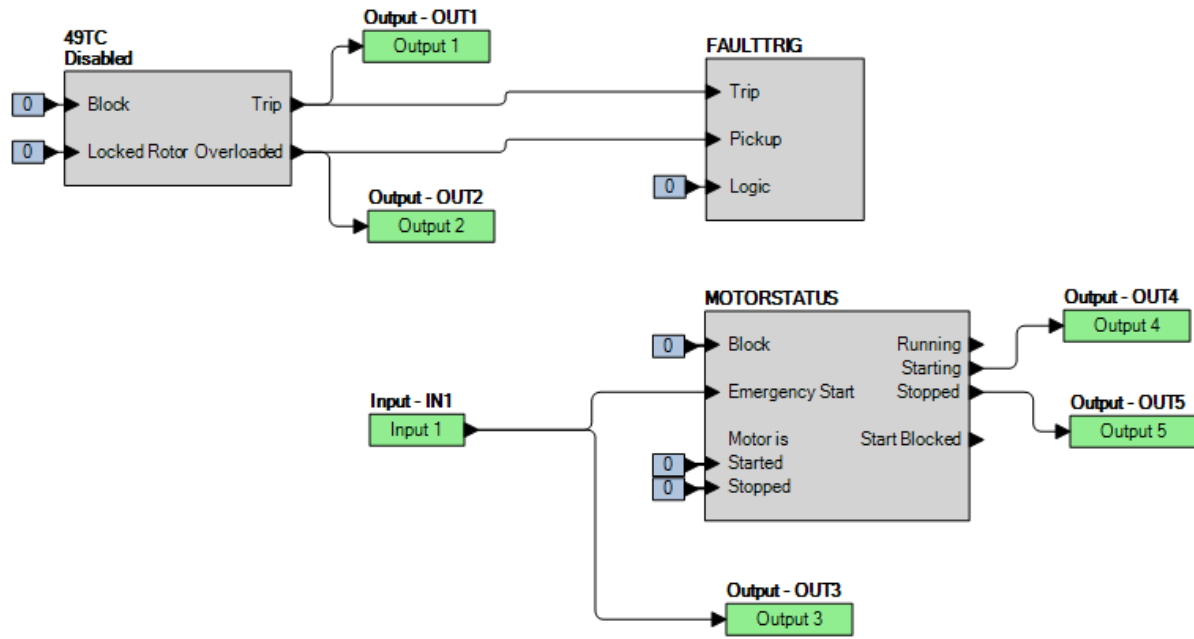 49TC
Disabled
0
Block
Trip
0
Locked Rotor
Overloaded
Output - OUT1
Output 1
Output - OUT2
Output 2
FAULTTRIG
Trip
Pickup
0
Logic
MOTORSTATUS
0
Block
Running
Starting
Emergency Start
Stopped
Motor is
Start Blocked
0
Started
0
Stopped
Input - IN1
Input 1
Output - OUT4
Output 4
Output - OUT5
Output 5
Output - OUT3
Output 3